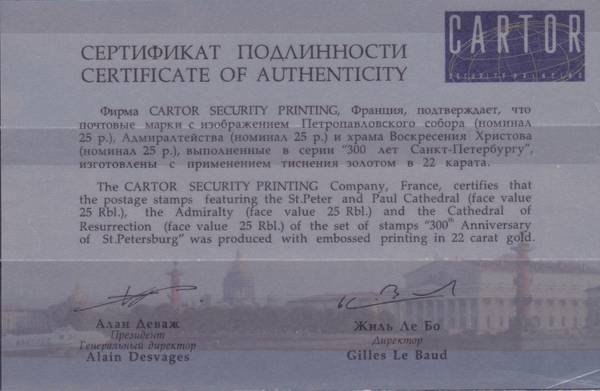 CARTOR
SECURITY PRINTING
СЕРТИФИКАТ ПОДЛИННОСТИ
CERTIFICATE OF AUTHENTICITY
Фирма CARTOR SECURITY PRINTING, Франция, подтверждает, что
почтовые марки с изображением Петропавловского собора (номинал
25 р.), Адмиралтейства (номинал 25 р.) и храма Воскресения Христова
(номинал 25 р.), выполненные в серии "300 лет Санкт-Петербургу",
изготовлены с применением тиснения золотом в 22 карата.
The CARTOR SECURITY PRINTING Company, France, certifies that
the postage stamps featuring the St.Peter and Paul Cathedral (face value
25 Rbl.), the Admiralty (face value 25 Rbl.) and the Cathedral of
Resurrection (face value 25 Rbl.) of the set of stamps "300th Anniversary
of St.Petersburg" was produced with embossed printing in 22 carat gold.
Алан Деваж
Президент
Генеральный директор
Alain Desvages
Жиль Ле Бо
Директор
Gilles Le Baud